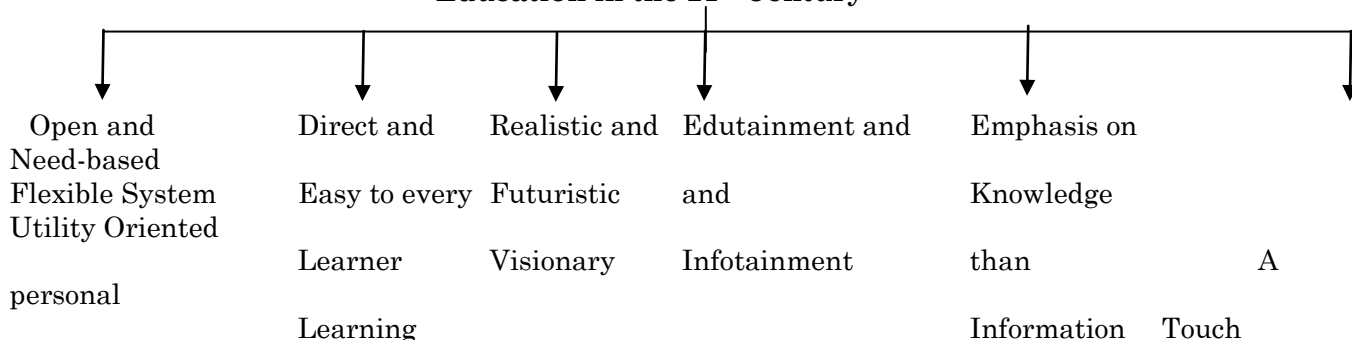 Education in the 21st Century
Open and Direct and Realistic and Edutainment and Emphasis on
Need-based
Flexible System Easy to every Futuristic and Knowledge
Utility Oriented
Learner Visionary Infotainment than A
personal
Learning Information Touch